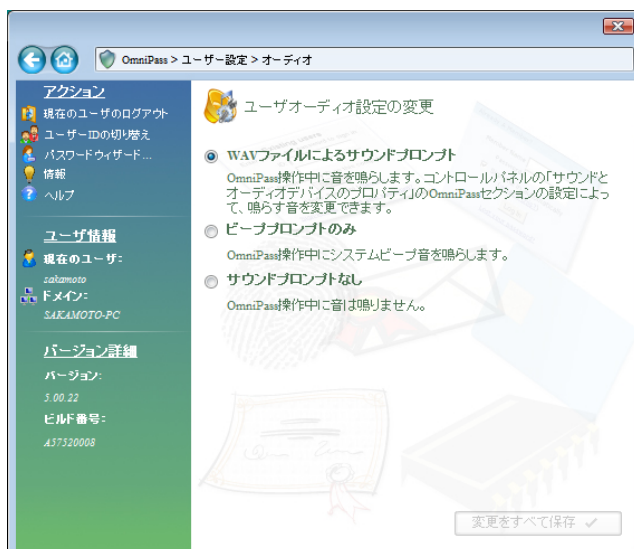 OmniPass > ユーザー設定 > オーディオ
アクション
現在のユーザのログアウト
ユーザーIDの切り替え
パスワードウィザード...
情報
ヘルプ
ユーザ情報
現在のユーザ:
sakamoto
ドメイン:
SAKAMOTO-PC
バージョン詳細
バージョン:
5.00.22
ビルド番号:
A57520008
ユーザオーディオ設定の変更
WAVファイルによるサウンドプロンプト
OmniPass操作中に音を鳴らします。コントロールパネルの「サウンドと
オーディオデバイスのプロパティ」のOmniPassセクションの設定によっ
て、鳴らす音を変更できます。
ビーププロンプトのみ
OmniPass操作中にシステムビープ音を鳴らします。
サウンドプロンプトなし
OmniPass操作中に音は鳴りません。
変更をすべて保存